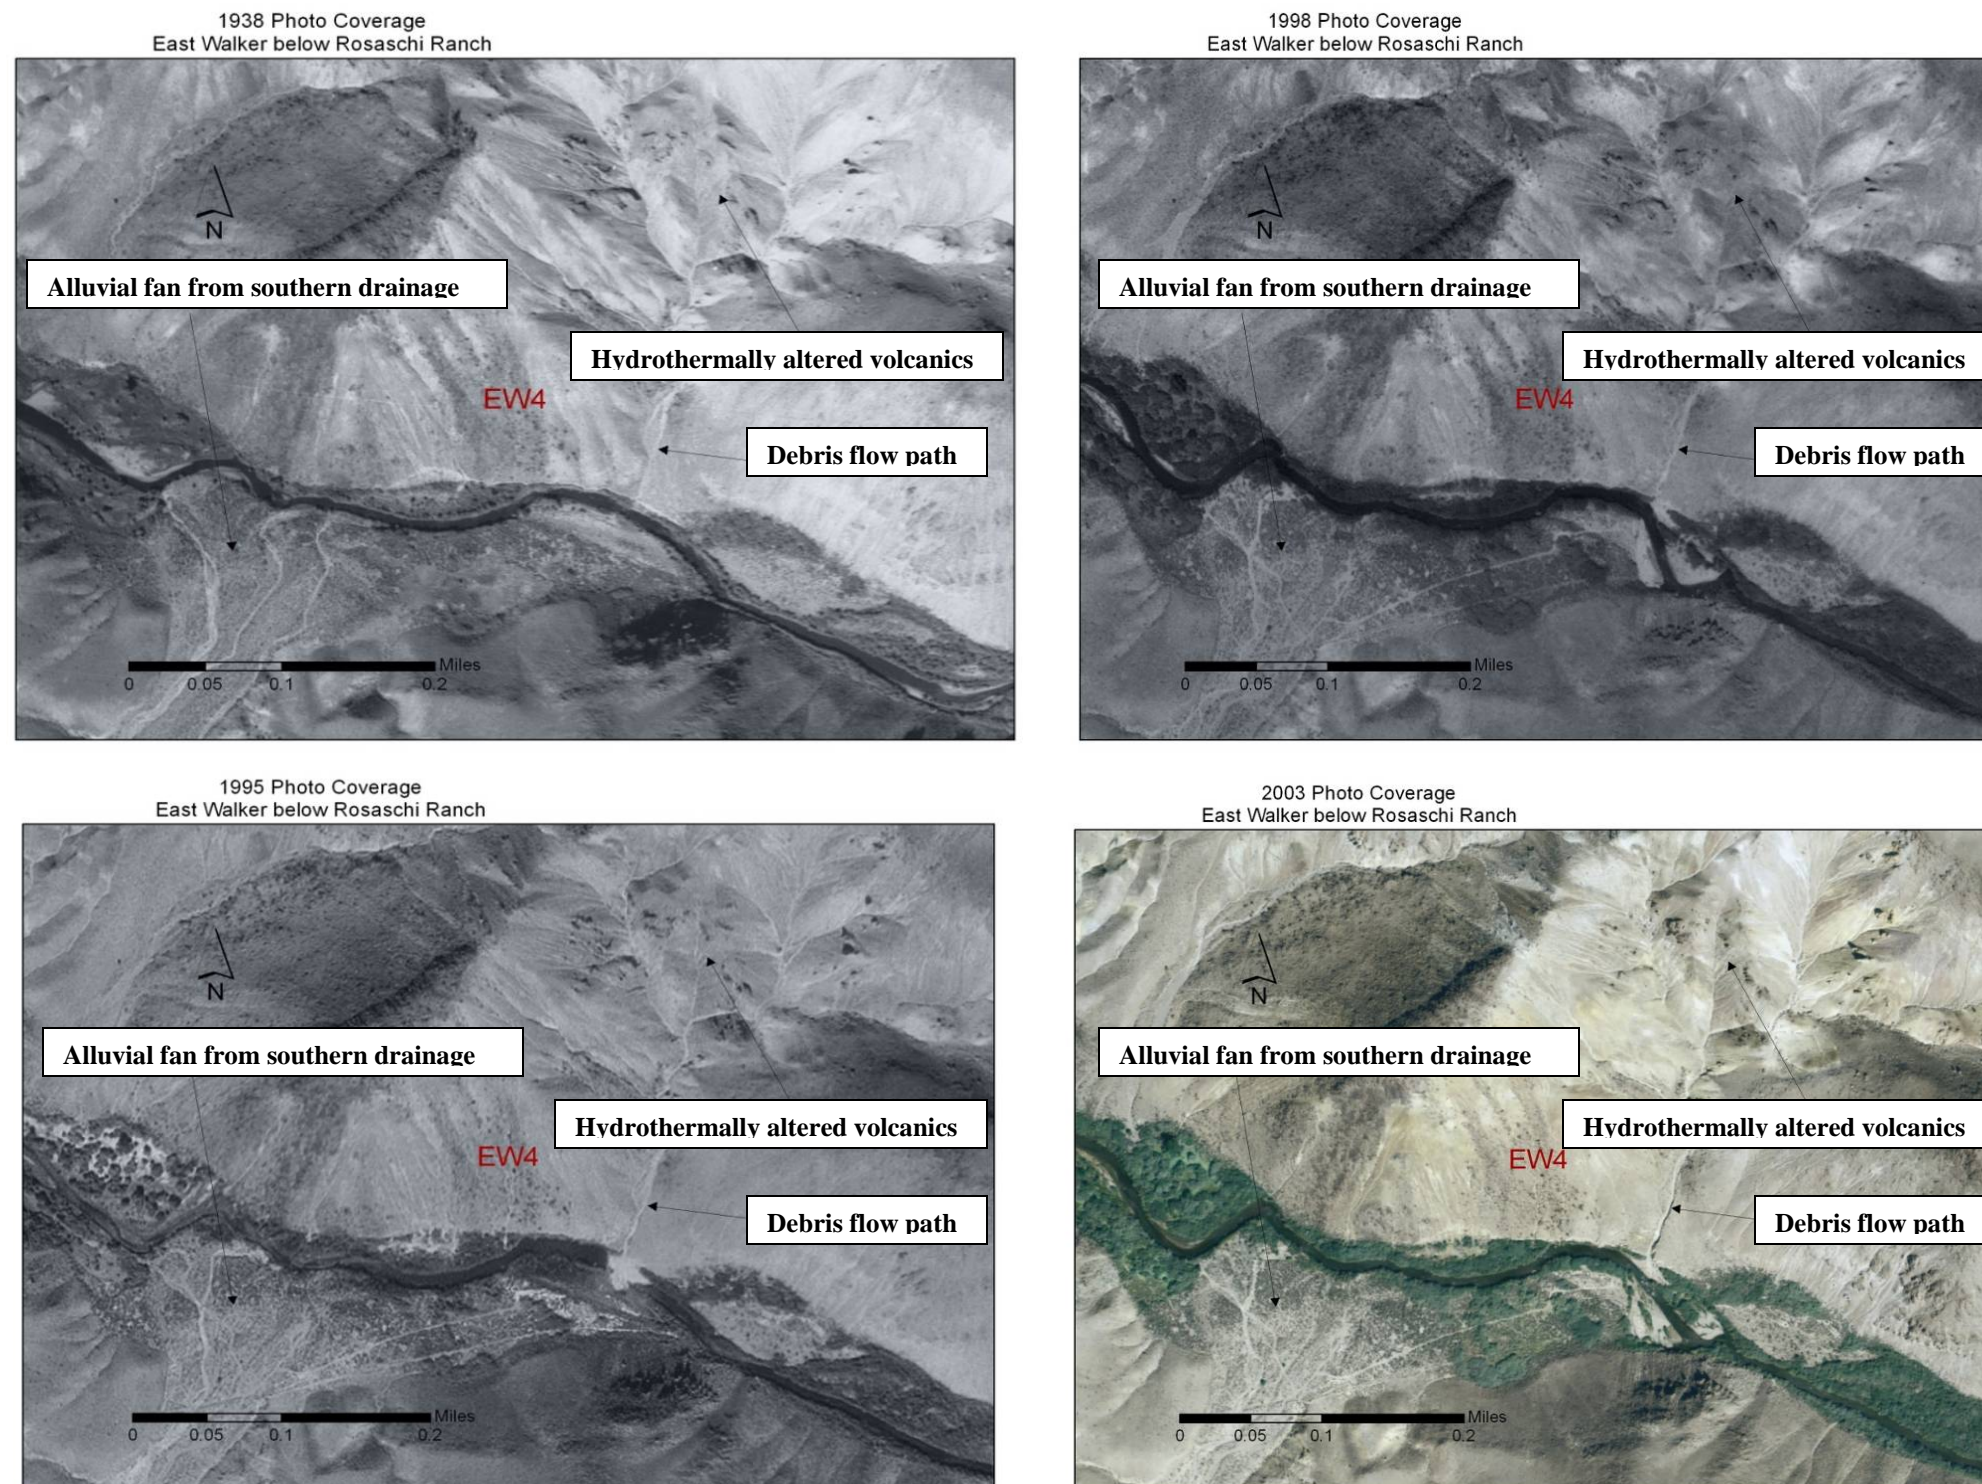 1938 Photo Coverage
East Walker below Rosaschi Ranch
N
Alluvial fan from southern drainage
Hydrothermally altered volcanics
EW4
Debris flow path
Miles
0 0.05 0.1 0.2
1998 Photo Coverage
East Walker below Rosaschi Ranch
N
Alluvial fan from southern drainage
Hydrothermally altered volcanics
EW4
Debris flow path
Miles
0 0.05 0.1 0.2
1995 Photo Coverage
East Walker below Rosaschi Ranch
N
Alluvial fan from southern drainage
Hydrothermally altered volcanics
EW4
Debris flow path
Miles
0 0.05 0.1 0.2
2003 Photo Coverage
East Walker below Rosaschi Ranch
N
Alluvial fan from southern drainage
Hydrothermally altered volcanics
EW4
Debris flow path
Miles
0 0.05 0.1 0.2